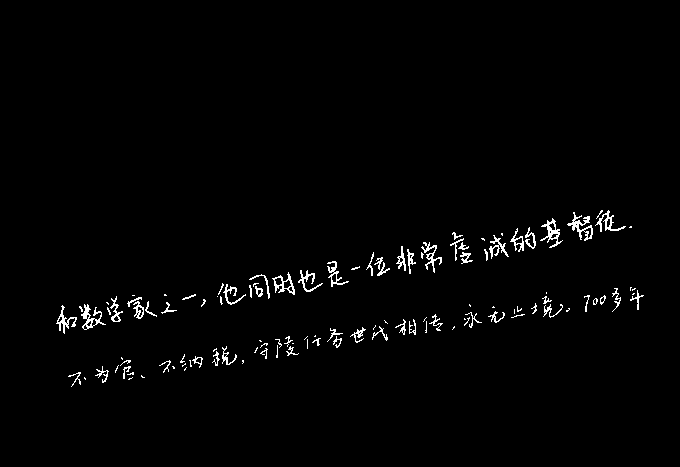 和数学家之一，他同时也是一位非常虔诚的基督徒.
不为官、不纳税，守陵任务世代相传，永无止境。700多年